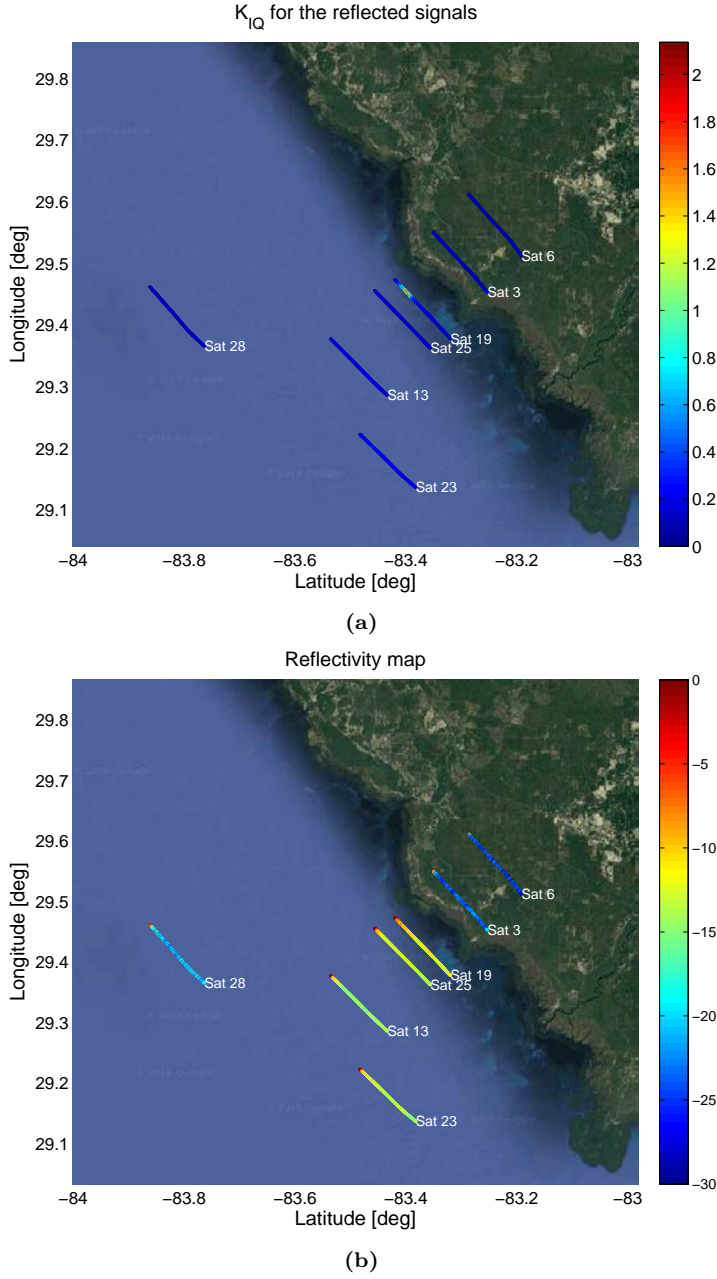 K_IQ for the reflected signals
29.8
29.7
29.6
29.5
29.4
29.3
29.2
29.1
Longitude [deg]
Sat 6
Sat 3
Sat 19
Sat 25
Sat 28
Sat 13
Sat 23
−84
−83.8
−83.6
−83.4
−83.2
−83
Latitude [deg]
2
1.8
1.6
1.4
1.2
1
0.8
0.6
0.4
0.2
0
(a)
Reflectivity map
29.8
29.7
29.6
29.5
29.4
29.3
29.2
29.1
Longitude [deg]
Sat 6
Sat 3
Sat 19
Sat 25
Sat 28
Sat 13
Sat 23
−84
−83.8
−83.6
−83.4
−83.2
−83
Latitude [deg]
0
−5
−10
−15
−20
−25
−30
(b)